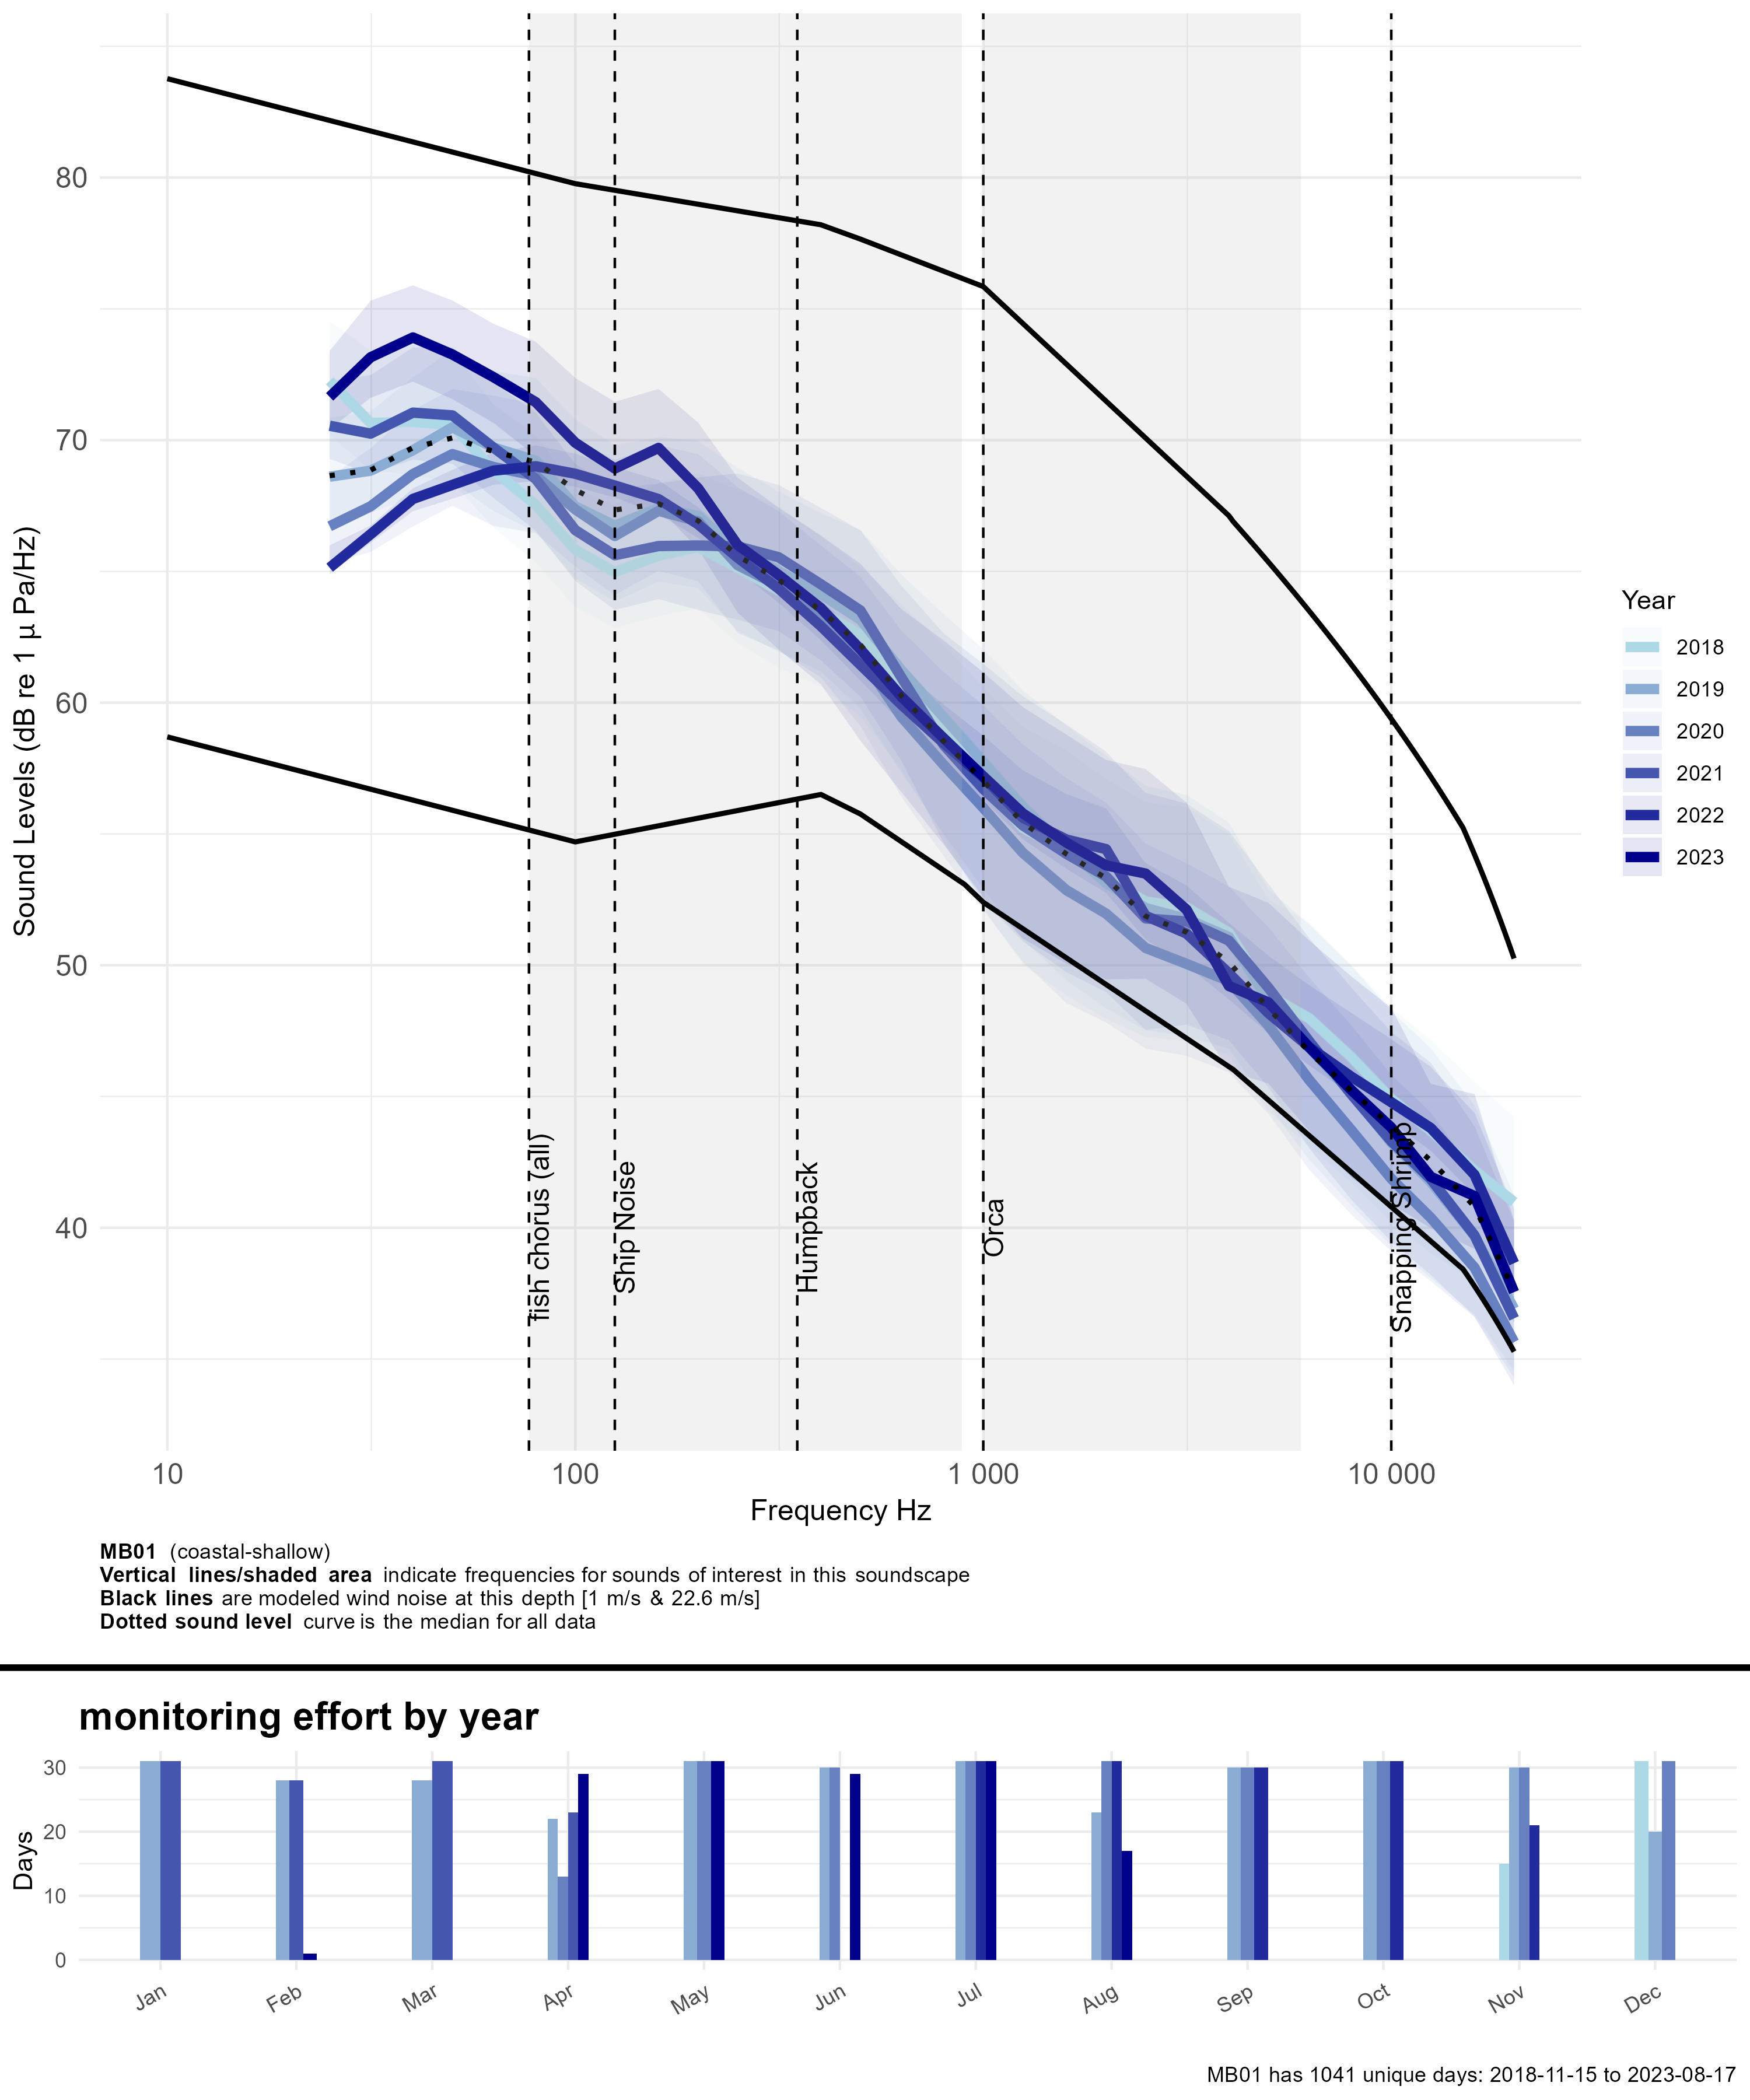 80
70
60
50
40
Sound Levels (dB re 1 µ Pa/Hz)
fish chorus (all)
Ship Noise
Humpback
Orca
Snapping Shrimp
10
100
1 000
10 000
Frequency Hz
Year
2018
2019
2020
2021
2022
2023
MB01 (coastal-shallow)
Vertical lines/shaded area indicate frequencies for sounds of interest in this soundscape
Black lines are modeled wind noise at this depth [1 m/s & 22.6 m/s]
Dotted sound level curve is the median for all data
monitoring effort by year
30
20
10
0
Days
Jan
Feb
Mar
Apr
May
Jun
Jul
Aug
Sep
Oct
Nov
Dec
MB01 has 1041 unique days: 2018-11-15 to 2023-08-17